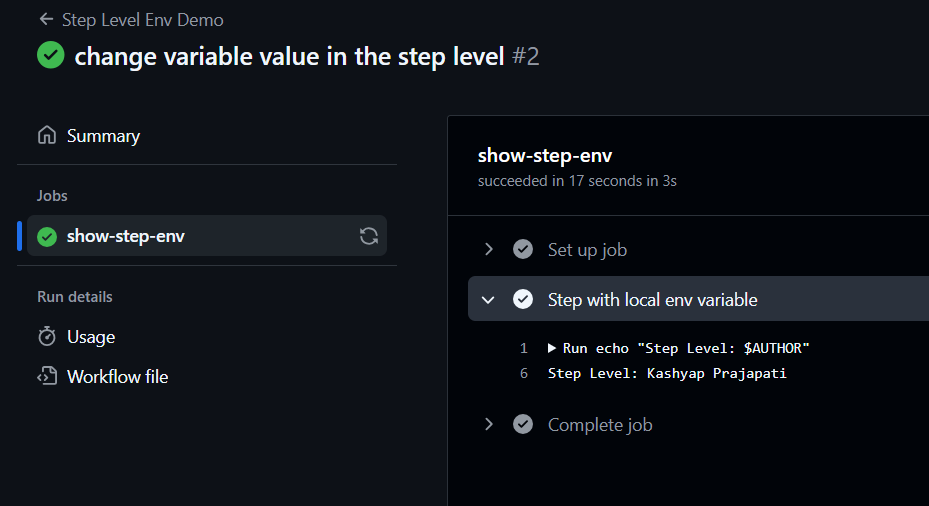 Step Level Env Demo
change variable value in the step level #2
Summary
Jobs
show-step-env
Run details
Usage
Workflow file
show-step-env
succeeded in 17 seconds in 3s
Set up job
Step with local env variable
1 Run echo "Step Level: $AUTHOR"
6 Step Level: Kashyap Prajapati
Complete job